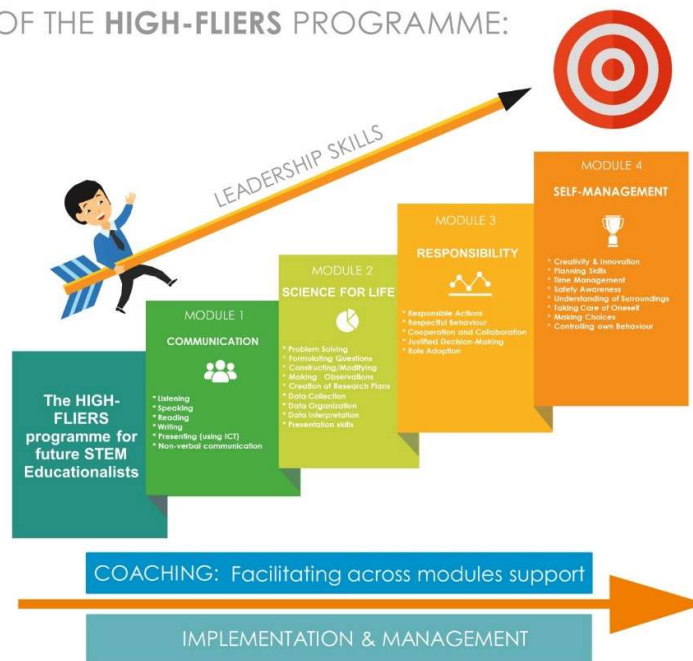 OF THE HIGH-FLIERS PROGRAMME:
LEADERSHIP SKILLS
The HIGH-
FLIERS
programme for
future STEM
Educationalists
MODULE 1
COMMUNICATION
* Listening
* Speaking
* Reading
* Writing
* Presenting (using ICT)
* Non-verbal communication
MODULE 2
SCIENCE FOR LIFE
* Problem Solving
* Formulating Questions
* Constructing/Modifying
* Making Observations
* Creation of Research Plans
* Data Collection
* Data Organization
* Data Interpretation
* Presentation skills
MODULE 3
RESPONSIBILITY
* Responsible Actions
* Respectful Behaviour
* Cooperation and Collaboration
* Justified Decision-Making
* Role Adoption
MODULE 4
SELF-MANAGEMENT
* Creativity & Innovation
* Planning Skills
* Time Management
* Safety Awareness
* Understanding of Surroundings
* Taking Care of Oneself
* Making Choices
* Controlling own Behaviour
COACHING: Facilitating across modules support
IMPLEMENTATION & MANAGEMENT